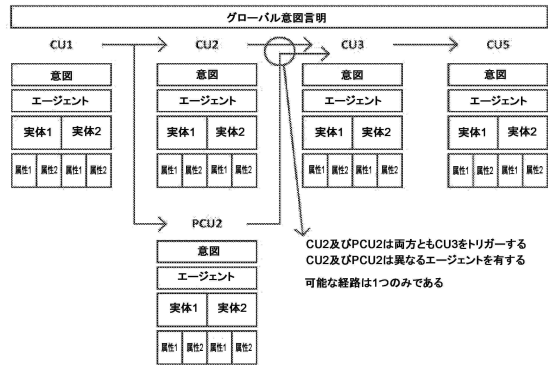 グローバル意図言明
CU1 CU2 CU3 CU5
意図 意図 意図 意図
エージェント エージェント エージェント エージェント
実体1 実体2 実体1 実体2 実体1 実体2 実体1 実体2
属性1 属性2 属性1 属性2 属性1 属性2 属性1 属性2 属性1 属性2 属性1 属性2 属性1 属性2 属性1 属性2
PCU2
意図
エージェント
実体1 実体2
属性1 属性2 属性1 属性2
CU2及びPCU2は両方ともCU3をトリガーする
CU2及びPCU2は異なるエージェントを有する
可能な経路は1つのみである